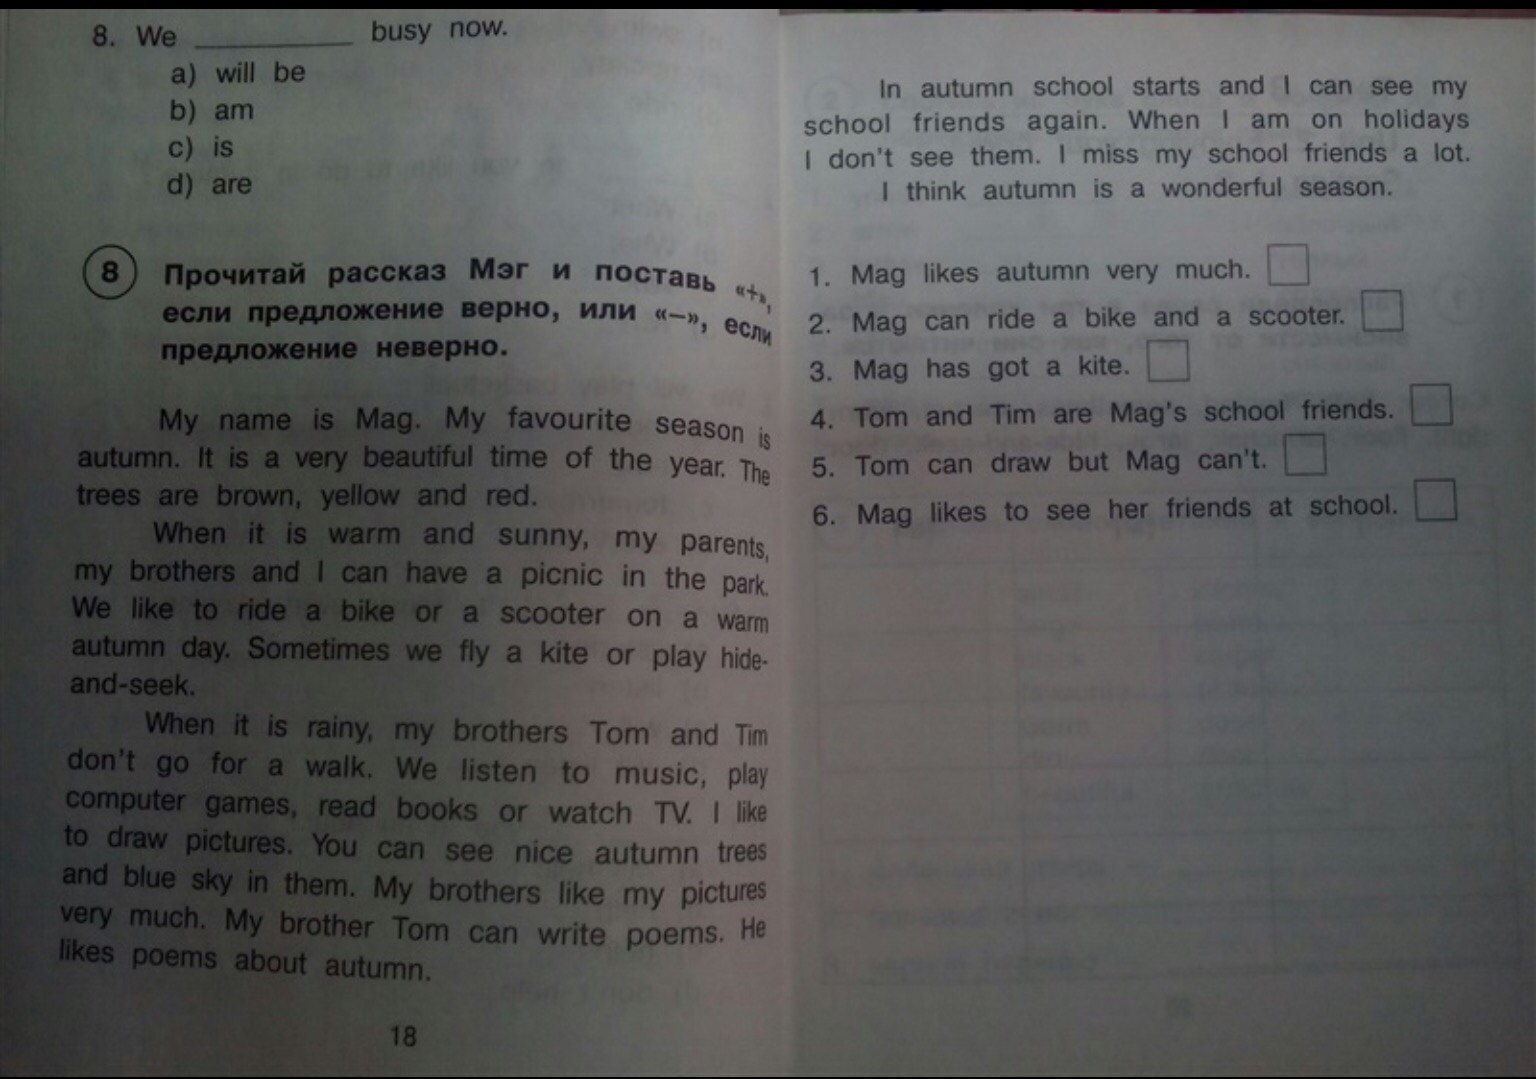 8. We __________ busy now.
a) will be
b) am
c) is
d) are
8 Прочитай рассказ Мэг и поставь «+»,
если предложение верно, или «–», если
предложение неверно.
My name is Mag. My favourite season is
autumn. It is a very beautiful time of the year. The
trees are brown, yellow and red.
When it is warm and sunny, my parents,
my brothers and I can have a picnic in the park.
We like to ride a bike or a scooter on a warm
autumn day. Sometimes we fly a kite or play hide-
and-seek.
When it is rainy, my brothers Tom and Tim
don't go for a walk. We listen to music, play
computer games, read books or watch TV. I like
to draw pictures. You can see nice autumn trees
and blue sky in them. My brothers like my pictures
very much. My brother Tom can write poems. He
likes poems about autumn.
18
In autumn school starts and I can see my
school friends again. When I am on holidays
I don't see them. I miss my school friends a lot.
I think autumn is a wonderful season.
1. Mag likes autumn very much.
2. Mag can ride a bike and a scooter.
3. Mag has got a kite.
4. Tom and Tim are Mag's school friends.
5. Tom can draw but Mag can't.
6. Mag likes to see her friends at school.